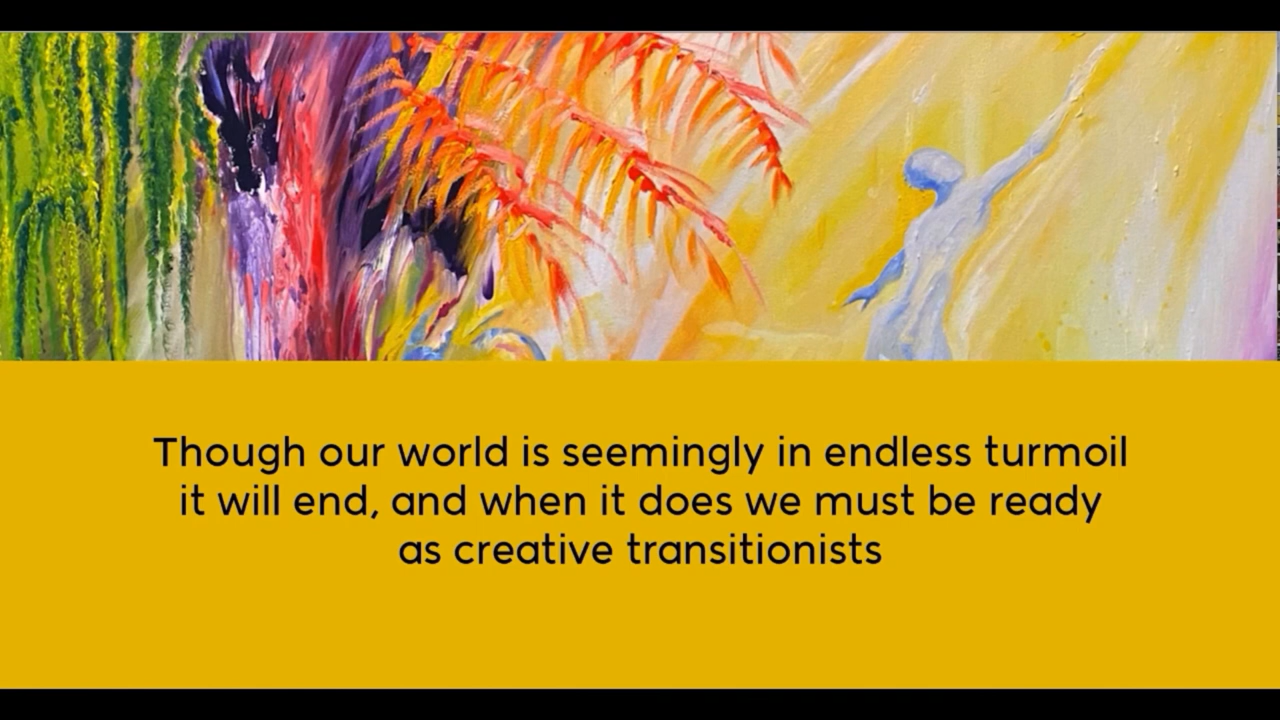 Though our world is seemingly in endless turmoil
it will end, and when it does we must be ready
as creative transitionists